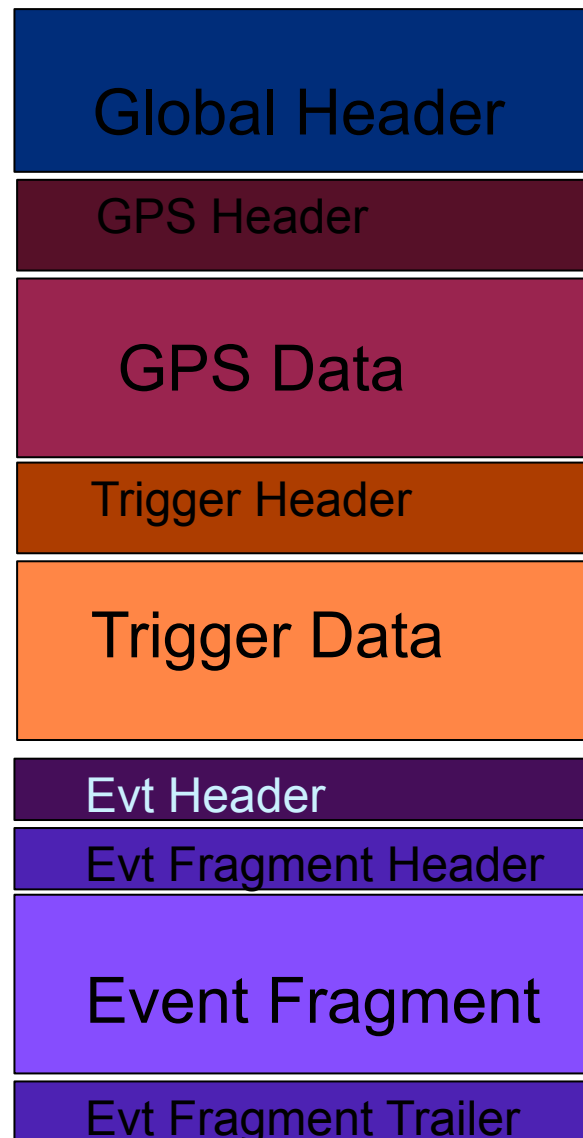 Global Header
GPS Header
GPS Data
Trigger Header
Trigger Data
Evt Header
Evt Fragment Header
Event Fragment
Evt Fragment Trailer